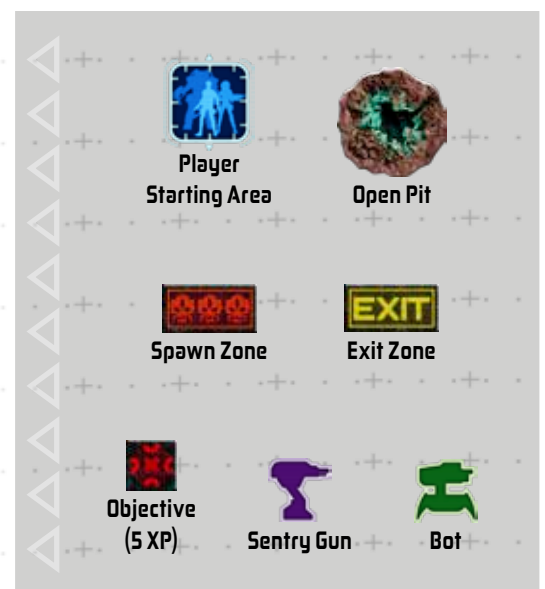 Player
Starting Area
Open Pit
EXIT
Spawn Zone
Exit Zone
Objective
(5 XP)
Sentry Gun
Bot